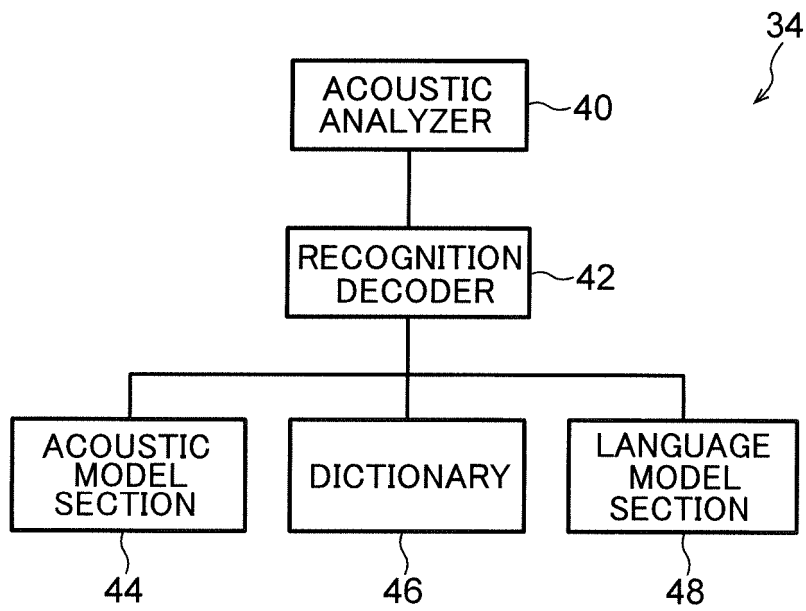 34
ACOUSTIC
ANALYZER
40
RECOGNITION
DECODER
42
ACOUSTIC
MODEL
SECTION
DICTIONARY
LANGUAGE
MODEL
SECTION
44
46
48